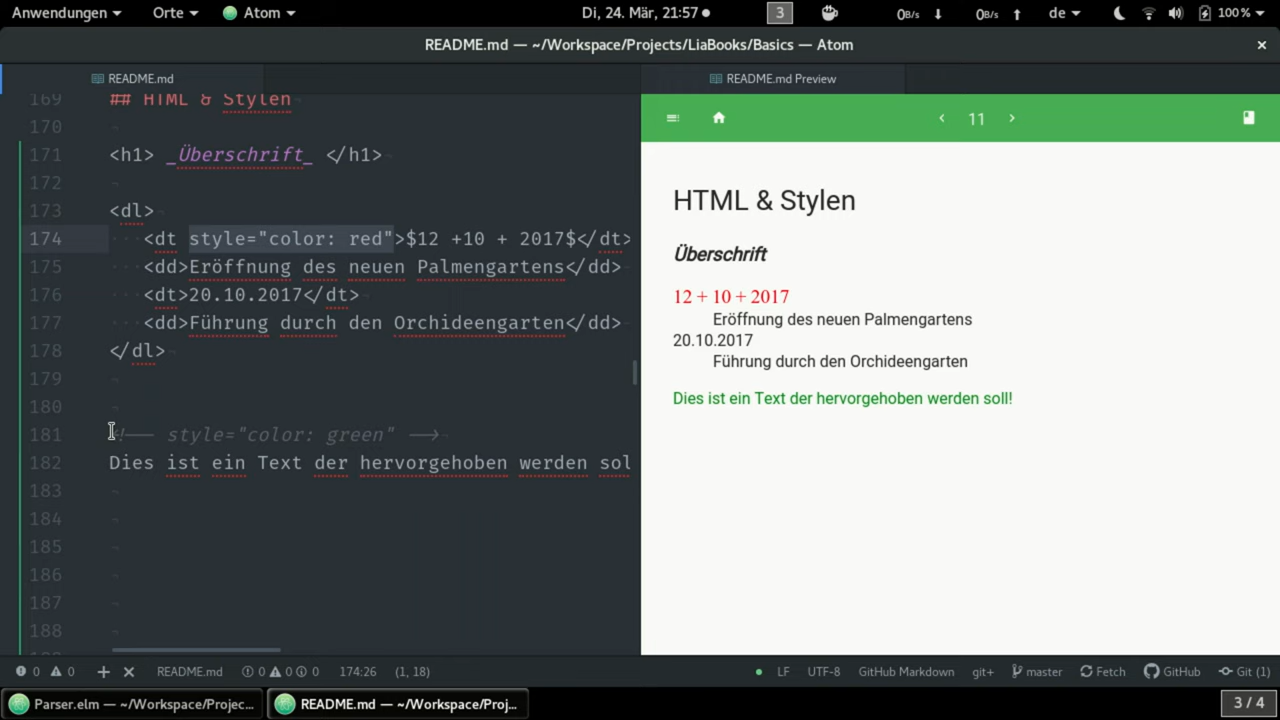 Anwendungen Orte Atom Di, 24. Mär, 21:57 3 0B/s 0B/s de 100%
README.md — ~/Workspace/Projects/LiaBooks/Basics — Atom
README.md
README.md Preview
169 ## HTML & Stylen
170
171 <h1> _Überschrift_ </h1>
172
173 <dl>
174 <dt style="color: red">$12 +10 + 2017$</dt>
175 <dd>Eröffnung des neuen Palmengartens</dd>
176 <dt>20.10.2017</dt>
177 <dd>Führung durch den Orchideengarten</dd>
178 </dl>
179
180
181 <!-- style="color: green" -->
182 Dies ist ein Text der hervorgehoben werden sol
183
184
185
186
187
188
11
HTML & Stylen
Überschrift
12 + 10 + 2017
Eröffnung des neuen Palmengartens
20.10.2017
Führung durch den Orchideengarten
Dies ist ein Text der hervorgehoben werden soll!
0 0 + × README.md 0 0 0 174:26 (1, 18) LF UTF-8 GitHub Markdown git+ master Fetch GitHub Git (1)
Parser.elm — ~/Workspace/Projec... README.md — ~/Workspace/Proj... 3 / 4